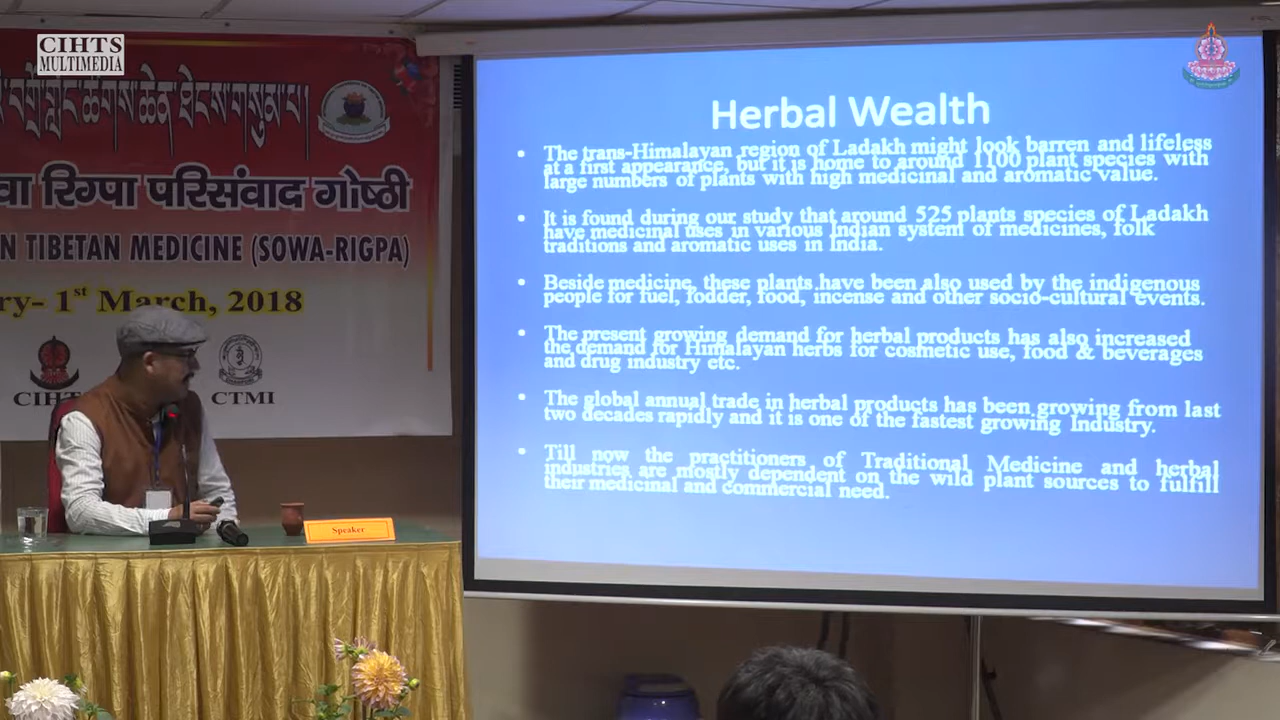 CIHTS
MULTIMEDIA
རིག་པའི་གླེང་ཚོགས་ཆེན་ཐེངས་གསུམ་པ།
वा रिग्पा परिसंवाद गोष्ठी
N TIBETAN MEDICINE (SOWA-RIGPA)
ry- 1st March, 2018
CIHT
CTMI
Speaker
Herbal Wealth
• The trans-Himalayan region of Ladakh might look barren and lifeless
at a first appearance, but it is home to around 1100 plant species with
large numbers of plants with high medicinal and aromatic value.
• It is found during our study that around 525 plants species of Ladakh
have medicinal uses in various Indian system of medicines, folk
traditions and aromatic uses in India.
• Beside medicine, these plants have been also used by the indigenous
people for fuel, fodder, food, incense and other socio-cultural events.
• The present growing demand for herbal products has also increased
the demand for Himalayan herbs for cosmetic use, food & beverages
and drug industry etc.
• The global annual trade in herbal products has been growing from last
two decades rapidly and it is one of the fastest growing Industry.
• Till now the practitioners of Traditional Medicine and herbal
industries are mostly dependent on the wild plant sources to fulfill
their medicinal and commercial need.